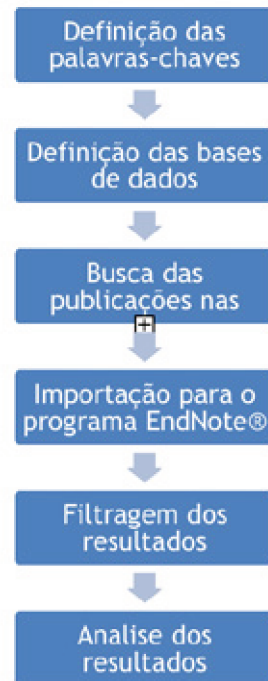 Definição das
palavras-chaves
Definição das bases
de dados
Busca das
publicações nas
Importação para o
programa EndNote®
Filtragem dos
resultados
Analise dos
resultados